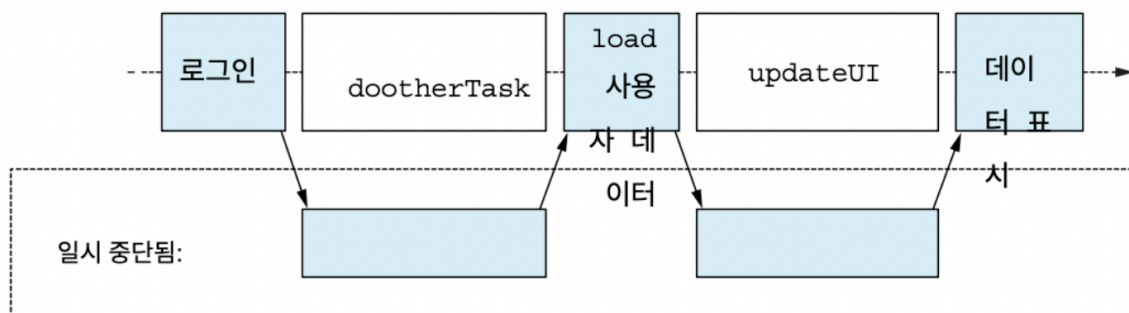 로그인
dootherTask
load
사용
자 데
이터
updateUI
데이
터 표
시
일시 중단됨: